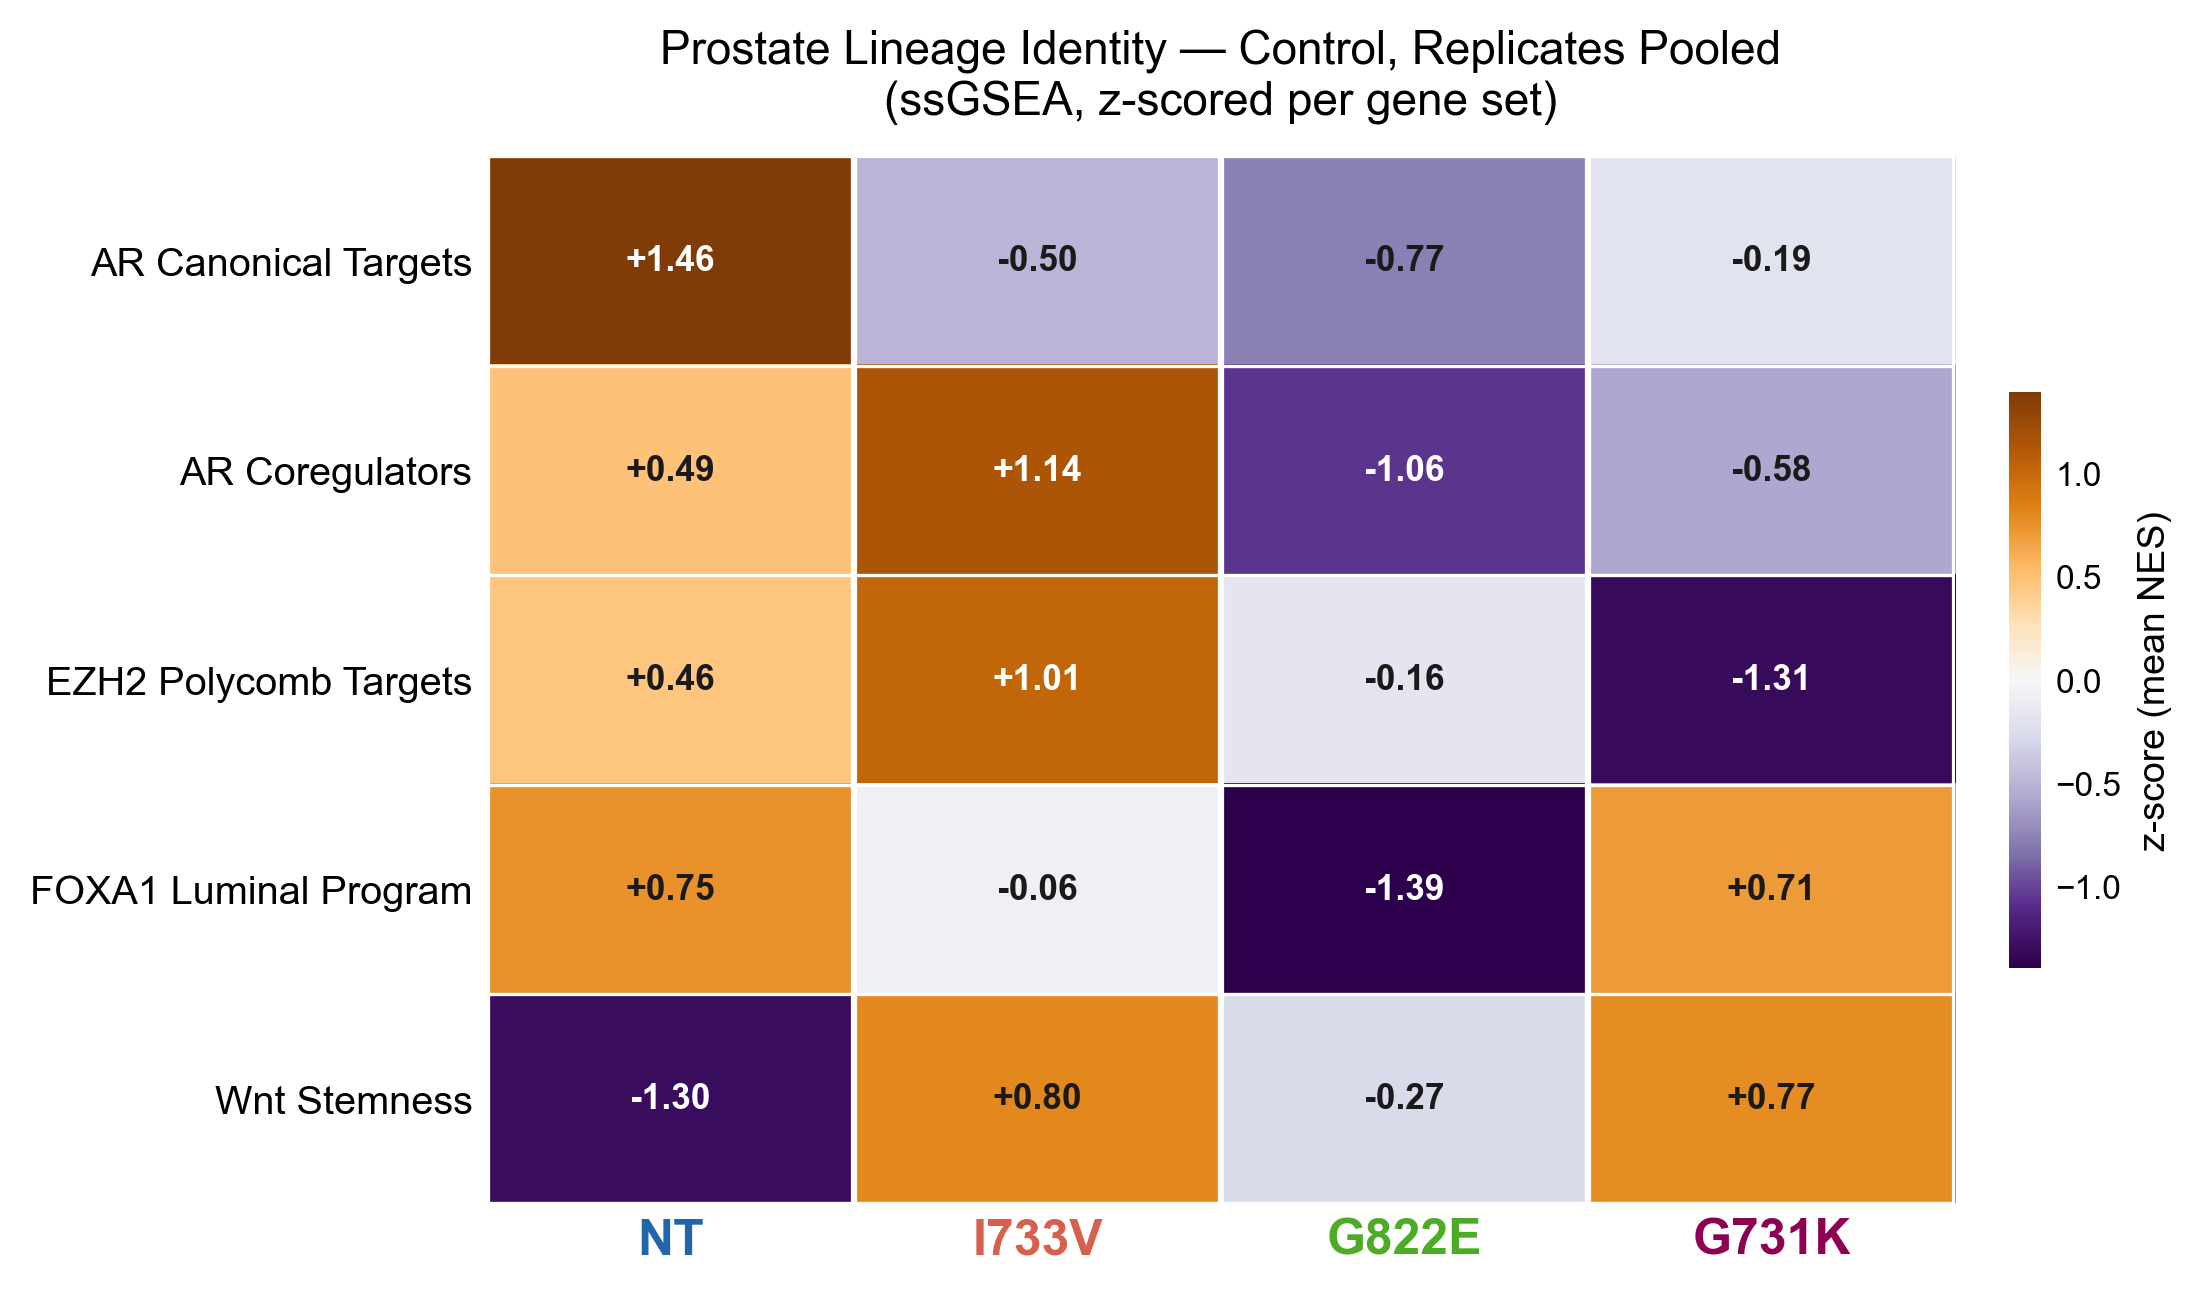 Prostate Lineage Identity — Control, Replicates Pooled
(ssGSEA, z-scored per gene set)
AR Canonical Targets +1.46 -0.50 -0.77 -0.19
AR Coregulators +0.49 +1.14 -1.06 -0.58
EZH2 Polycomb Targets +0.46 +1.01 -0.16 -1.31
FOXA1 Luminal Program +0.75 -0.06 -1.39 +0.71
Wnt Stemness -1.30 +0.80 -0.27 +0.77
NT I733V G822E G731K
1.0
0.5
0.0
−0.5
−1.0
z-score (mean NES)